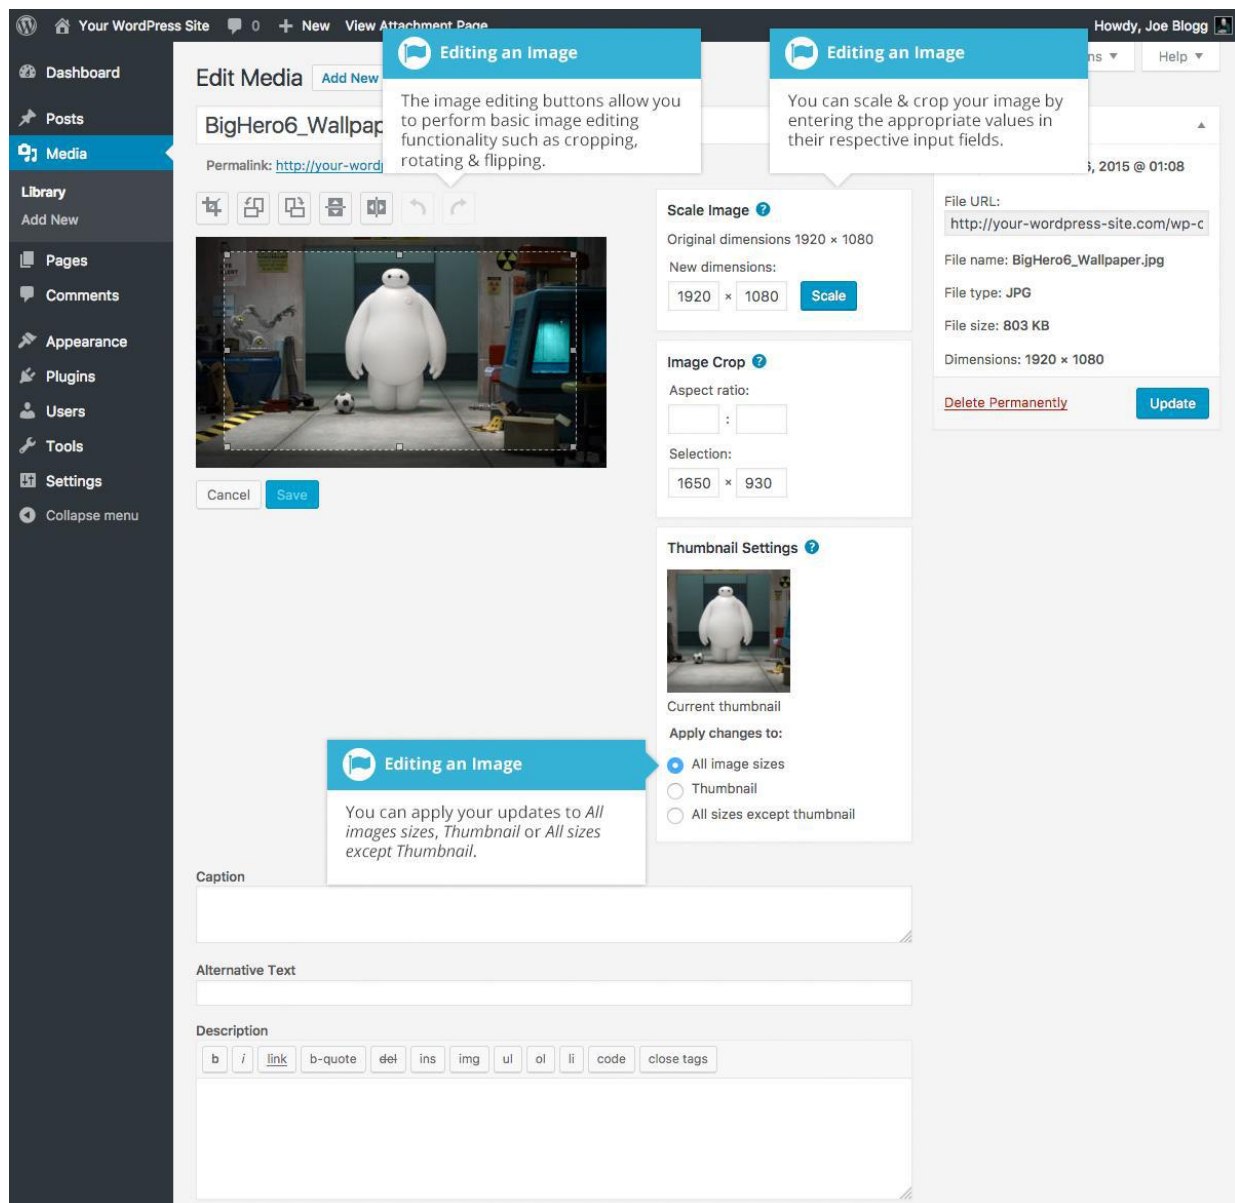 Your WordPress Site 0 New View Attachment Page Howdy, Joe Blogg
Dashboard
Posts
Media
Library
Add New
Pages
Comments
Appearance
Plugins
Users
Tools
Settings
Collapse menu
Edit Media Add New
Help
Editing an Image
The image editing buttons allow you
to perform basic image editing
functionality such as cropping,
rotating & flipping.
Editing an Image
You can scale & crop your image by
entering the appropriate values in
their respective input fields.
Permalink: http://your-wordp
Cancel Save
Scale Image ?
Original dimensions 1920 × 1080
New dimensions:
1920 × 1080 Scale
Image Crop ?
Aspect ratio:
:
Selection:
1650 × 930
Thumbnail Settings ?
Current thumbnail
Apply changes to:
All image sizes
Thumbnail
All sizes except thumbnail
Editing an Image
You can apply your updates to All
images sizes, Thumbnail or All sizes
except Thumbnail.
2015 @ 01:08
File URL:
http://your-wordpress-site.com/wp-c
File name: BigHero6_Wallpaper.jpg
File type: JPG
File size: 803 KB
Dimensions: 1920 × 1080
Delete Permanently Update
Caption
Alternative Text
Description
b i link b-quote del ins img ul ol li code close tags